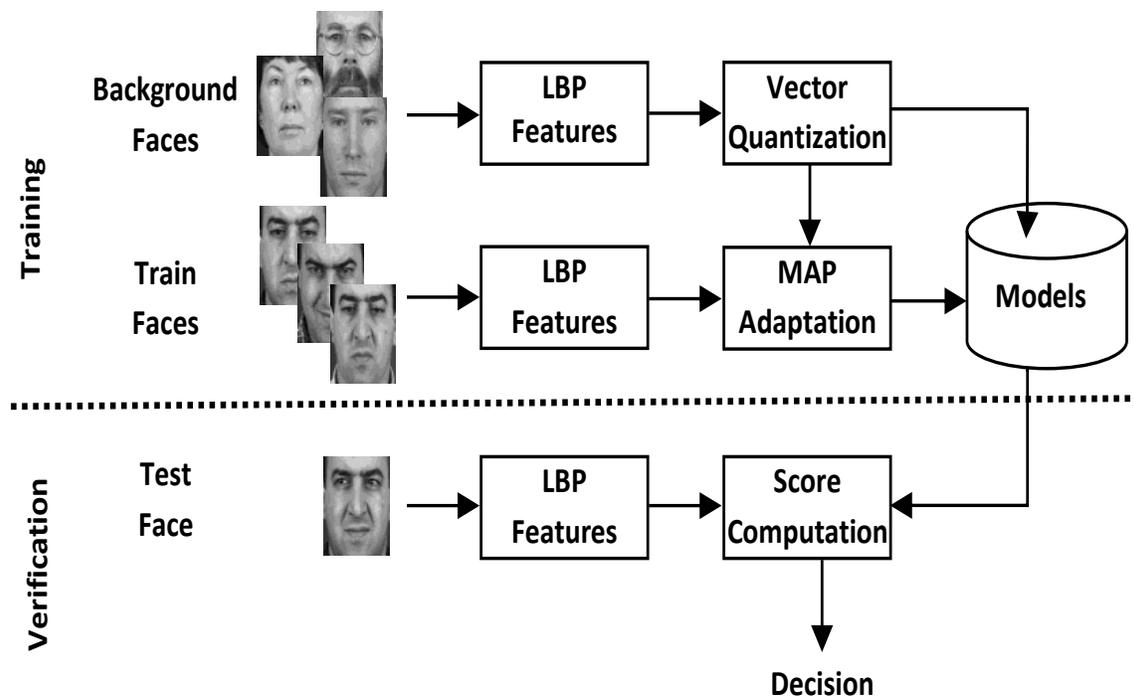 Training
Background
Faces
LBP
Features
Vector
Quantization
Train
Faces
LBP
Features
MAP
Adaptation
Models
Verification
Test
Face
LBP
Features
Score
Computation
Decision